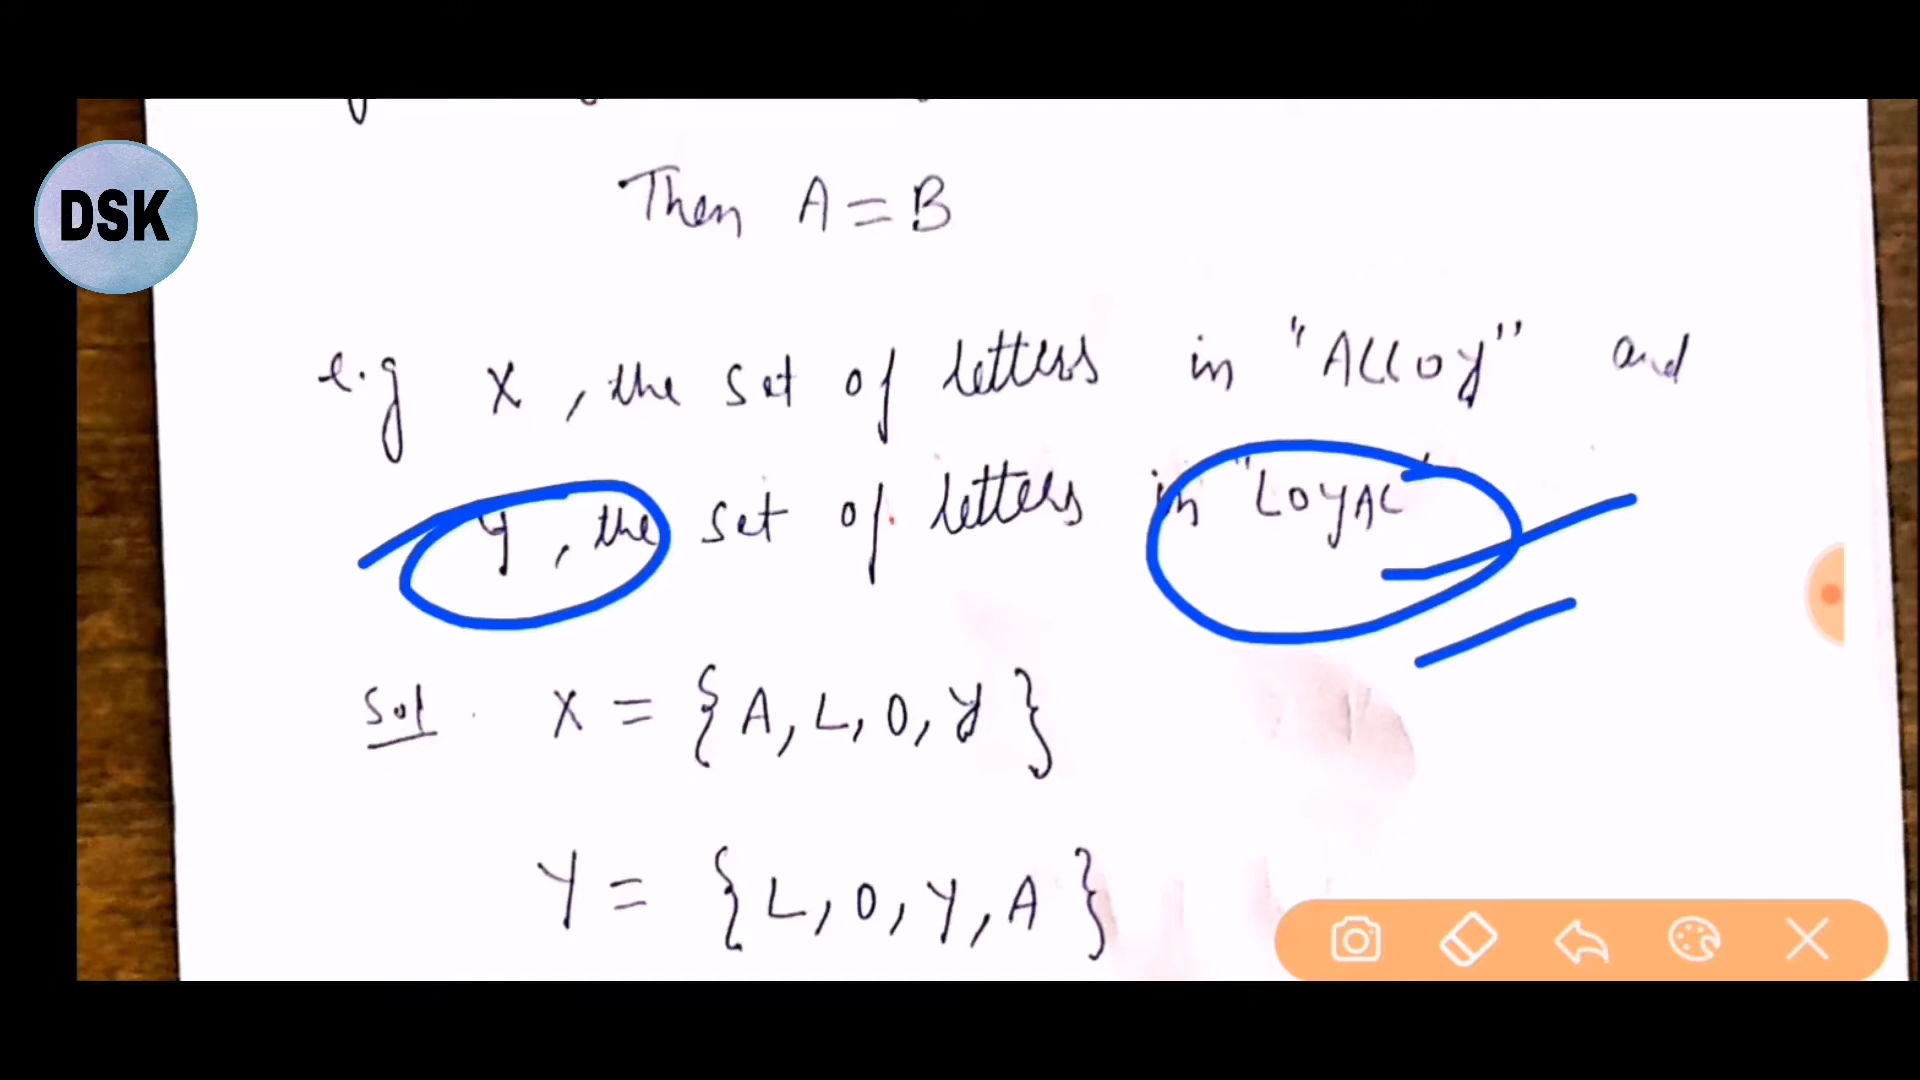 DSK
Then A = B
e.g X, the set of letters in "ALLOY" and
Y, the set of letters in "LOYAL"
Sol. X = {A, L, O, Y}
Y = {L, O, Y, A}